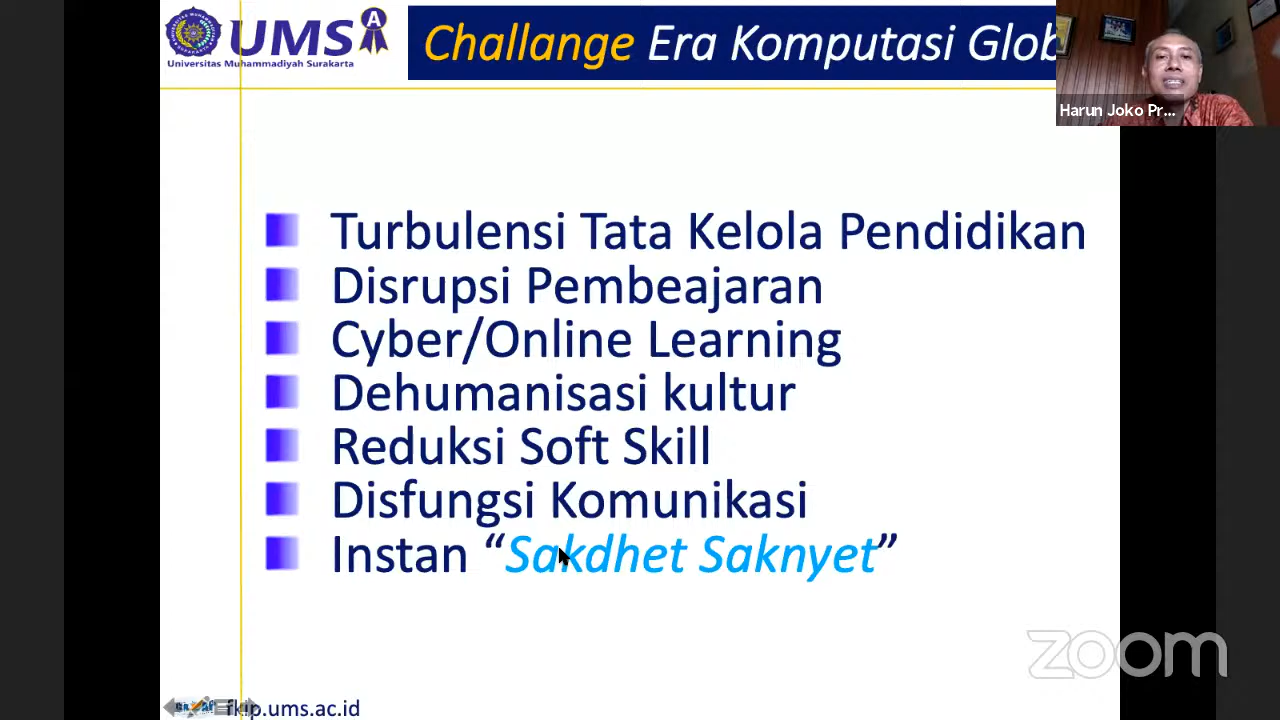 UMS
A
Universitas Muhammadiyah Surakarta
Challange Era Komputasi Glob
Harun Joko Pr...
Turbulensi Tata Kelola Pendidikan
Disrupsi Pembeajaran
Cyber/Online Learning
Dehumanisasi kultur
Reduksi Soft Skill
Disfungsi Komunikasi
Instan “Sakdhet Saknyet”
zoom
fkip.ums.ac.id